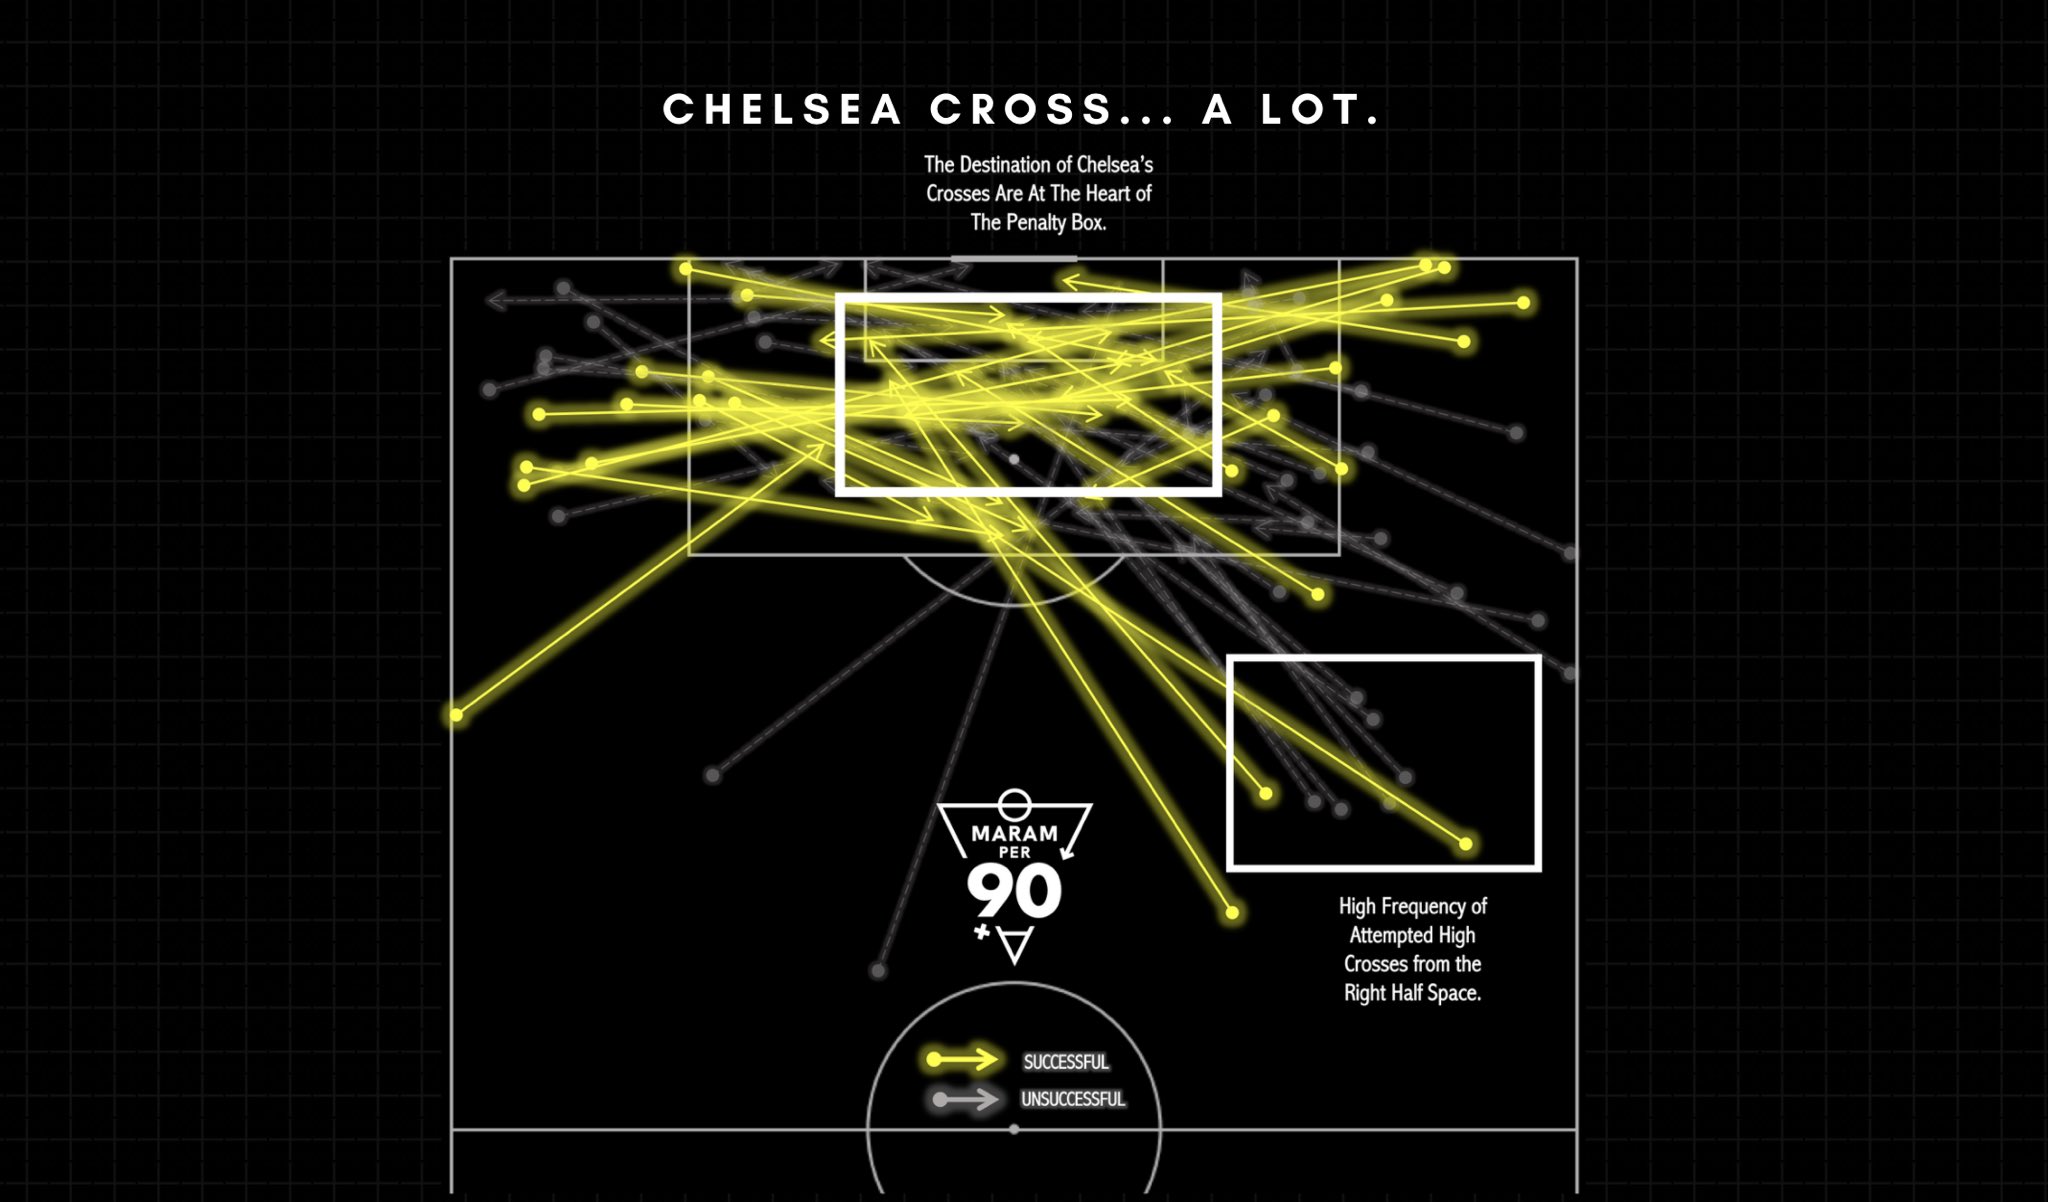 CHELSEA CROSS... A LOT.
The Destination of Chelsea's
Crosses Are At The Heart of
The Penalty Box.
MARAM
PER
90
+
High Frequency of
Attempted High
Crosses from the
Right Half Space.
SUCCESSFUL
UNSUCCESSFUL